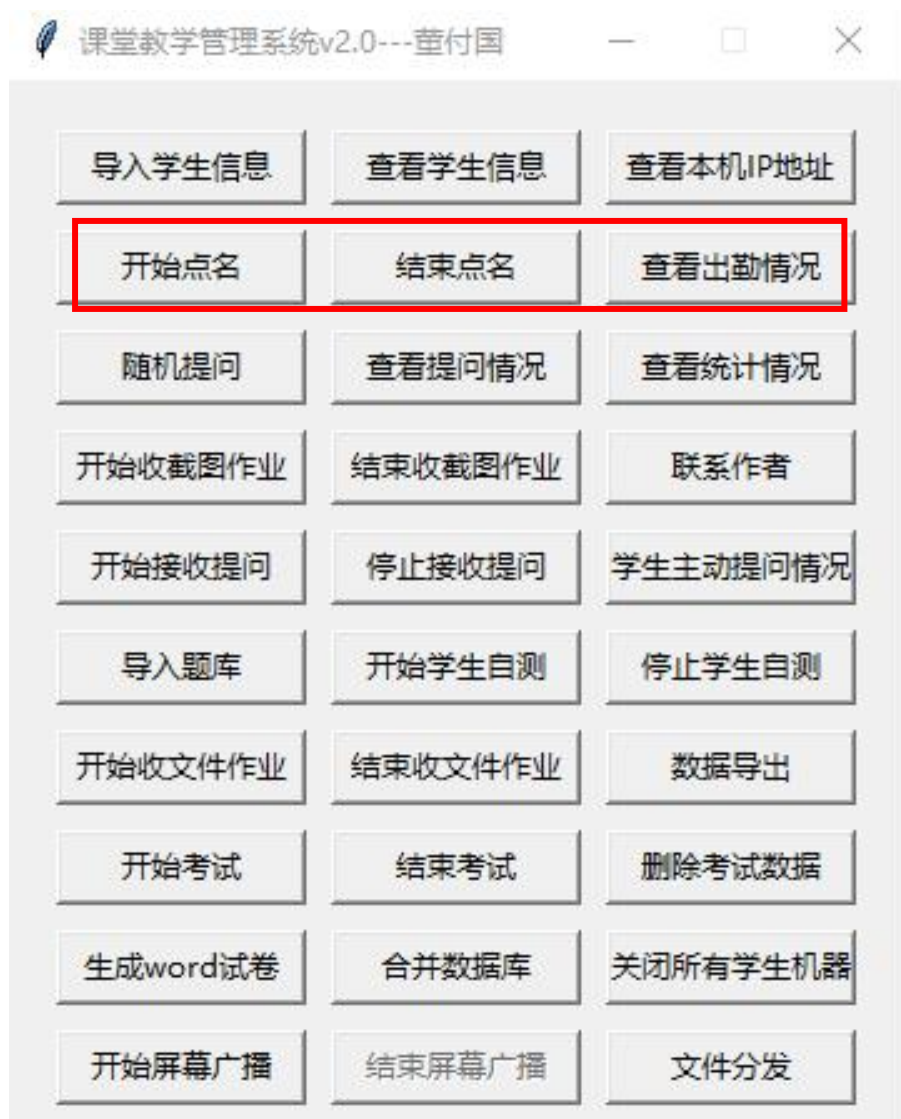 课堂教学管理系统v2.0---董付国
导入学生信息 查看学生信息 查看本机IP地址
开始点名 结束点名 查看出勤情况
随机提问 查看提问情况 查看统计情况
开始收截图作业 结束收截图作业 联系作者
开始接收提问 停止接收提问 学生主动提问情况
导入题库 开始学生自测 停止学生自测
开始收文件作业 结束收文件作业 数据导出
开始考试 结束考试 删除考试数据
生成word试卷 合并数据库 关闭所有学生机器
开始屏幕广播 结束屏幕广播 文件分发